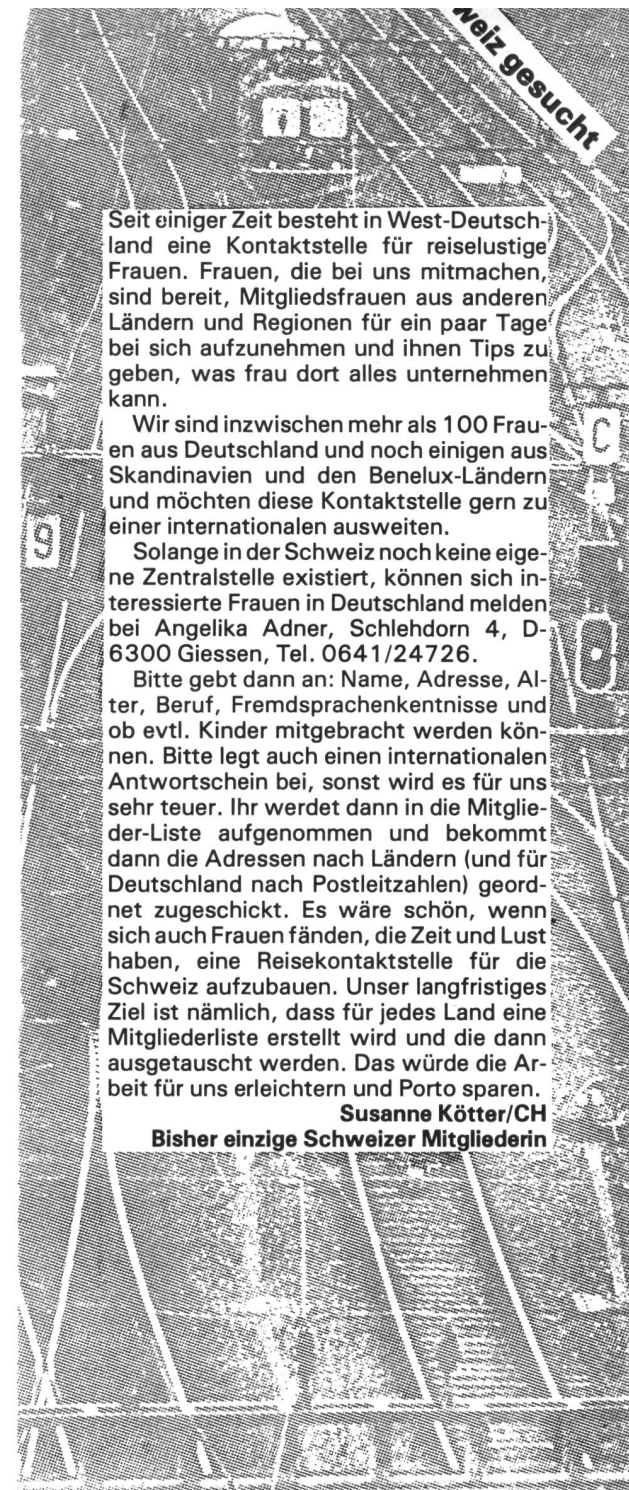 weiz gesucht
Seit einiger Zeit besteht in West-Deutsch-
land eine Kontaktstelle für reiselustige
Frauen. Frauen, die bei uns mitmachen,
sind bereit, Mitgliedsfrauen aus anderen
Ländern und Regionen für ein paar Tage
bei sich aufzunehmen und ihnen Tips zu
geben, was frau dort alles unternehmen
kann.
Wir sind inzwischen mehr als 100 Frau-
en aus Deutschland und noch einigen aus
Skandinavien und den Benelux-Ländern
und möchten diese Kontaktstelle gern zu
einer internationalen ausweiten.
Solange in der Schweiz noch keine eige-
ne Zentralstelle existiert, können sich in-
teressierte Frauen in Deutschland melden
bei Angelika Adner, Schlehdorn 4, D-
6300 Giessen, Tel. 0641/24726.
Bitte gebt dann an: Name, Adresse, Al-
ter, Beruf, Fremdsprachenkentnisse und
ob evtl. Kinder mitgebracht werden kön-
nen. Bitte legt auch einen internationalen
Antwortschein bei, sonst wird es für uns
sehr teuer. Ihr werdet dann in die Mitglie-
der-Liste aufgenommen und bekommt
dann die Adressen nach Ländern (und für
Deutschland nach Postleitzahlen) geord-
net zugeschickt. Es wäre schön, wenn
sich auch Frauen fänden, die Zeit und Lust
haben, eine Reisekontaktstelle für die
Schweiz aufzubauen. Unser langfristiges
Ziel ist nämlich, dass für jedes Land eine
Mitgliederliste erstellt wird und die dann
ausgetauscht werden. Das würde die Ar-
beit für uns erleichtern und Porto sparen.
Susanne Kötter/CH
Bisher einzige Schweizer Mitgliederin
C
9